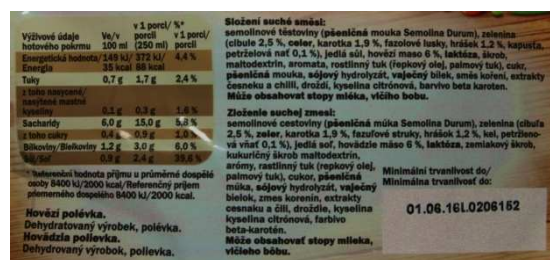 Výživové údaje
hotového pokrmu
Ve/v
100 ml
v 1 porci/
(250 ml)
%*
v 1 porci/
porcii
Energetická hodnota/
Energia
149 kJ/
35 kcal
372 kJ/
88 kcal
4,4 %
Tuky 0,7 g 1,7 g 2,4 %
z toho nasycené/
nasýtené mastné
kyseliny 0,1 g 0,3 g 1,6 %
Sacharidy 6,0 g 15,0 g 5,8 %
z toho cukry 0,4 g 0,9 g 1,0 %
Bílkoviny/Bielkoviny 1,2 g 3,0 g 6,0 %
Sůl/Soľ 0,9 g 2,4 g 39,6 %
* Referenční hodnota příjmu u průměrné dospělé
osoby 8400 kJ/2000 kcal/Referenčný príjem
priemerného dospelého 8400 kJ/2000 kcal.
Hovězí polévka.
Dehydratovaný výrobek, polévka.
Hovädzia polievka.
Dehydrovaný výrobok, polievka.
Složení suché směsi:
semolinové těstoviny (pšeničná mouka Semolina Durum), zelenina
(cibule 2,5 %, celer, karotka 1,9 %, fazolové lusky, hrášek 1,2 %, kapusta,
petrželová nať 0,1 %), jedlá sůl, hovězí maso 6 %, laktóza, škrob,
maltodextrin, aromata, rostlinný tuk (řepkový olej, palmový tuk), cukr,
pšeničná mouka, sójový hydrolyzát, vaječný bílek, směs koření, extrakty
česneku a chilli, droždí, kyselina citrónová, barvivo beta karoten.
Může obsahovat stopy mléka, vlčího bobu.
Zloženie suchej zmesi:
semolinové cestoviny (pšeničná múka Semolina Durum), zelenina (cibuľa
2,5 %, zeler, karotka 1,9 %, fazuľové struky, hrášok 1,2 %, kel, petržleno-
vá vňať 0,1 %), jedlá soľ, hovädzie mäso 6 %, laktóza, zemiakový škrob,
kukuričný škrob maltodextrín,
arómy, rastlinný tuk (repkový olej,
palmový tuk), cukor, pšeničná
múka, sójový hydrolyzát, vaječný
bielok, zmes korenín, extrakty
cesnaku a čili, droždie, kyselina
kyselina citrónová, farbivo
beta-karotén.
Môže obsahovať stopy mlieka,
vlčieho bôbu.
Minimální trvanlivost do/
Minimálna trvanlivosť do:
01.06.16L0206152